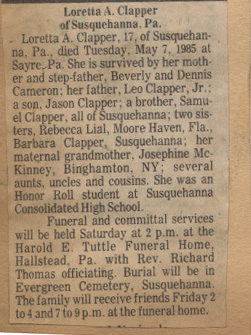 Loretta A. Clapper
of Susquehanna, Pa.
Loretta A. Clapper, 17, of Susquehan-
na, Pa., died Tuesday, May 7, 1985 at
Sayre, Pa. She is survived by her moth-
er and step-father, Beverly and Dennis
Cameron; her father, Leo Clapper, Jr.;
a son, Jason Clapper; a brother, Samu-
el Clapper, all of Susquehanna; two sis-
ters, Rebecca Lial, Moore Haven, Fla.,
Barbara Clapper, Susquehanna; her
maternal grandmother, Josephine Mc-
Kinney, Binghamton, NY; several
aunts, uncles and cousins. She was an
Honor Roll student at Susquehanna
Consolidated High School.
Funeral and committal services
will be held Saturday at 2 p.m. at the
Harold E. Tuttle Funeral Home,
Hallstead, Pa. with Rev. Richard
Thomas officiating. Burial will be in
Evergreen Cemetery, Susquehanna.
The family will receive friends Friday 2
to 4 and 7 to 9 p.m. at the funeral home.